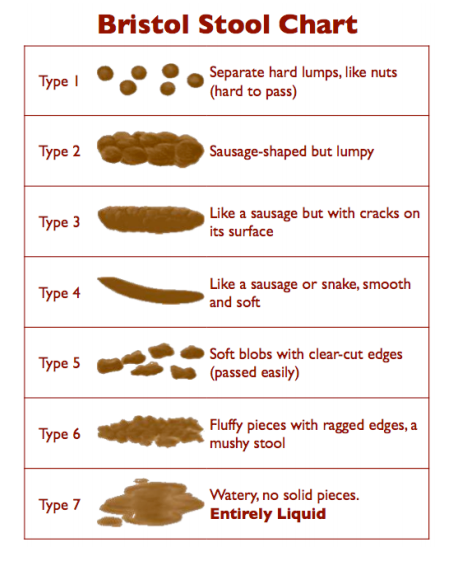 Bristol Stool Chart
Type 1
Separate hard lumps, like nuts
(hard to pass)
Type 2
Sausage-shaped but lumpy
Type 3
Like a sausage but with cracks on
its surface
Type 4
Like a sausage or snake, smooth
and soft
Type 5
Soft blobs with clear-cut edges
(passed easily)
Type 6
Fluffy pieces with ragged edges, a
mushy stool
Type 7
Watery, no solid pieces.
Entirely Liquid